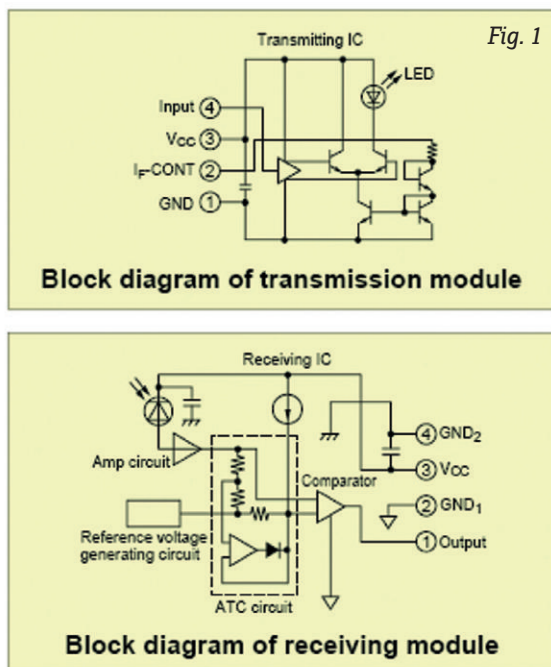 Fig. 1
Transmitting IC
LED
Input ④
VCC ③
IF-CONT ②
GND ①
Block diagram of transmission module
Receiving IC
Amp circuit
Comparator
④ GND2
③ VCC
② GND1
① Output
Reference voltage
generating circuit
ATC circuit
Block diagram of receiving module